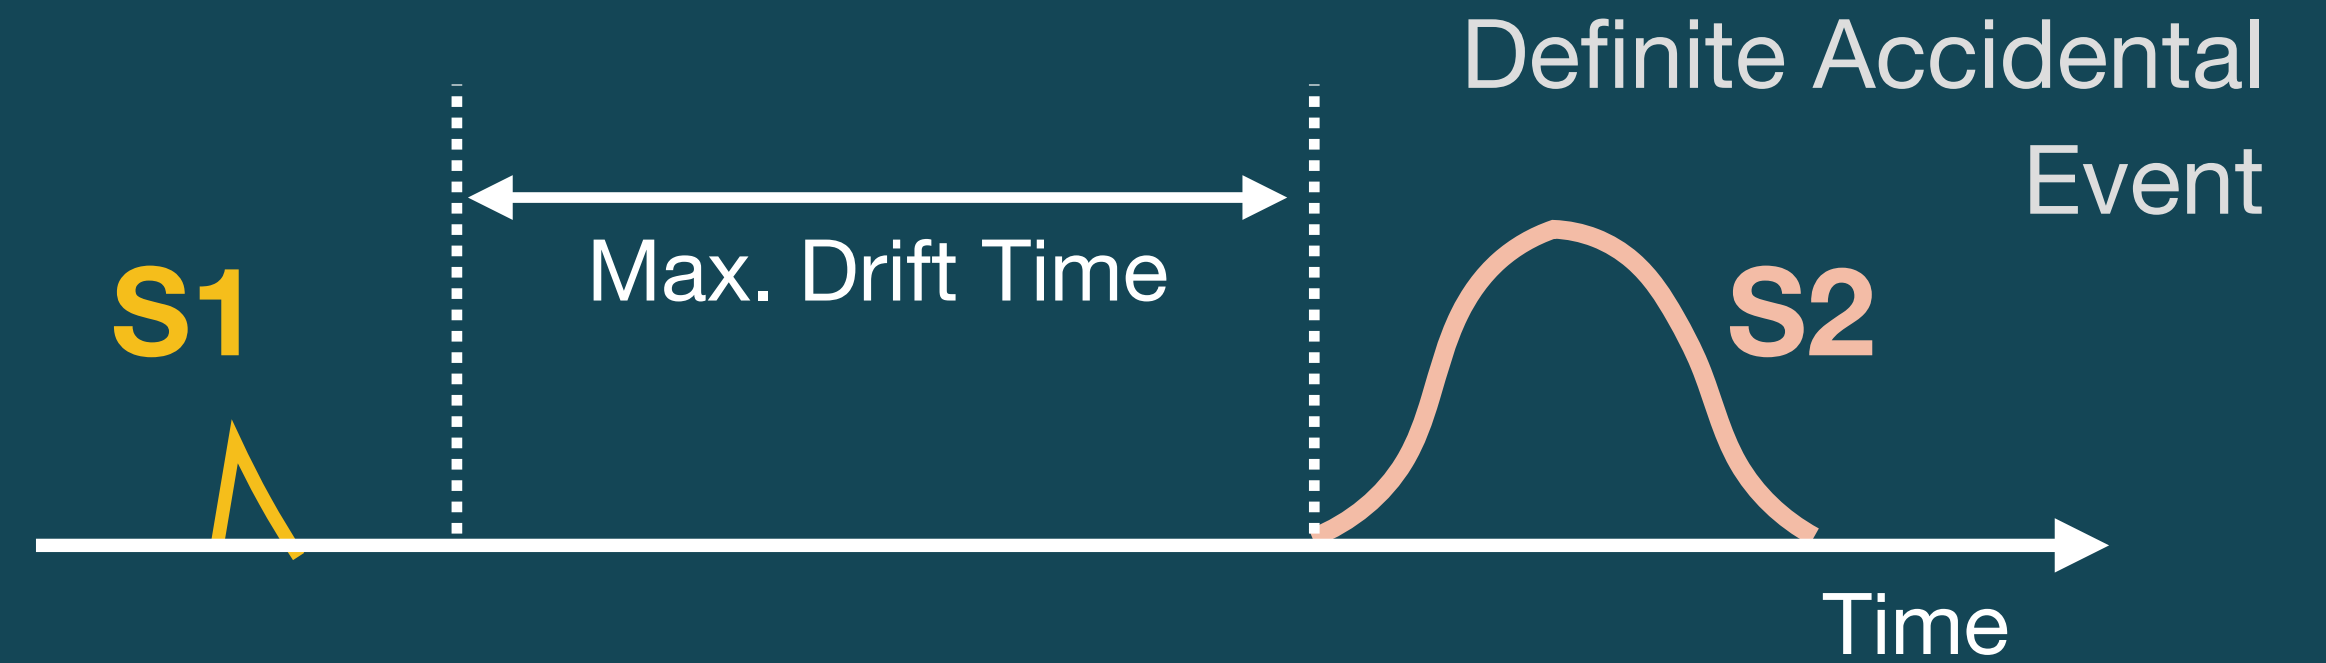 Definite Accidental
Event
Max. Drift Time
S1
S2
Time